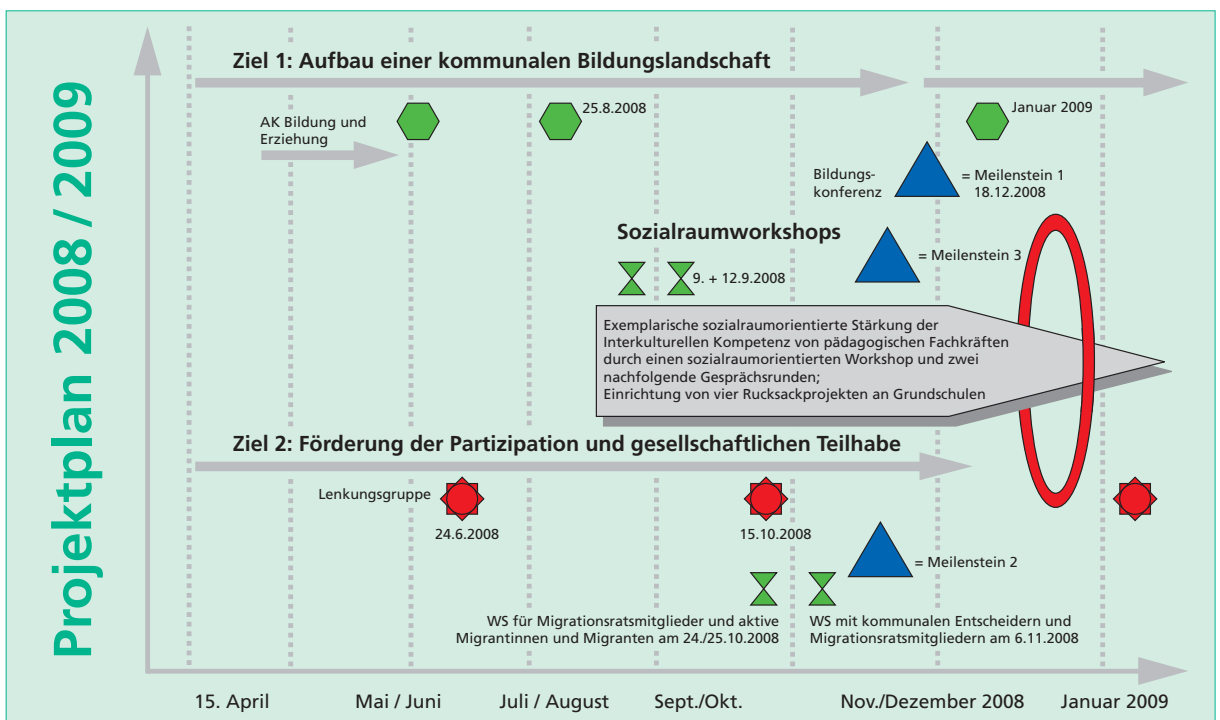 Projektplan 2008 / 2009
Ziel 1: Aufbau einer kommunalen Bildungslandschaft
AK Bildung und
Erziehung
25.8.2008
Januar 2009
Bildungs-
konferenz
= Meilenstein 1
18.12.2008
Sozialraumworkshops
= Meilenstein 3
9. + 12.9.2008
Exemplarische sozialraumorientierte Stärkung der
Interkulturellen Kompetenz von pädagogischen Fachkräften
durch einen sozialraumorientierten Workshop und zwei
nachfolgende Gesprächsrunden;
Einrichtung von vier Rucksackprojekten an Grundschulen
Ziel 2: Förderung der Partizipation und gesellschaftlichen Teilhabe
Lenkungsgruppe
24.6.2008
15.10.2008
= Meilenstein 2
WS für Migrationsratsmitglieder und aktive
Migrantinnen und Migranten am 24./25.10.2008
WS mit kommunalen Entscheidern und
Migrationsratsmitgliedern am 6.11.2008
15. April
Mai / Juni
Juli / August
Sept./Okt.
Nov./Dezember 2008
Januar 2009